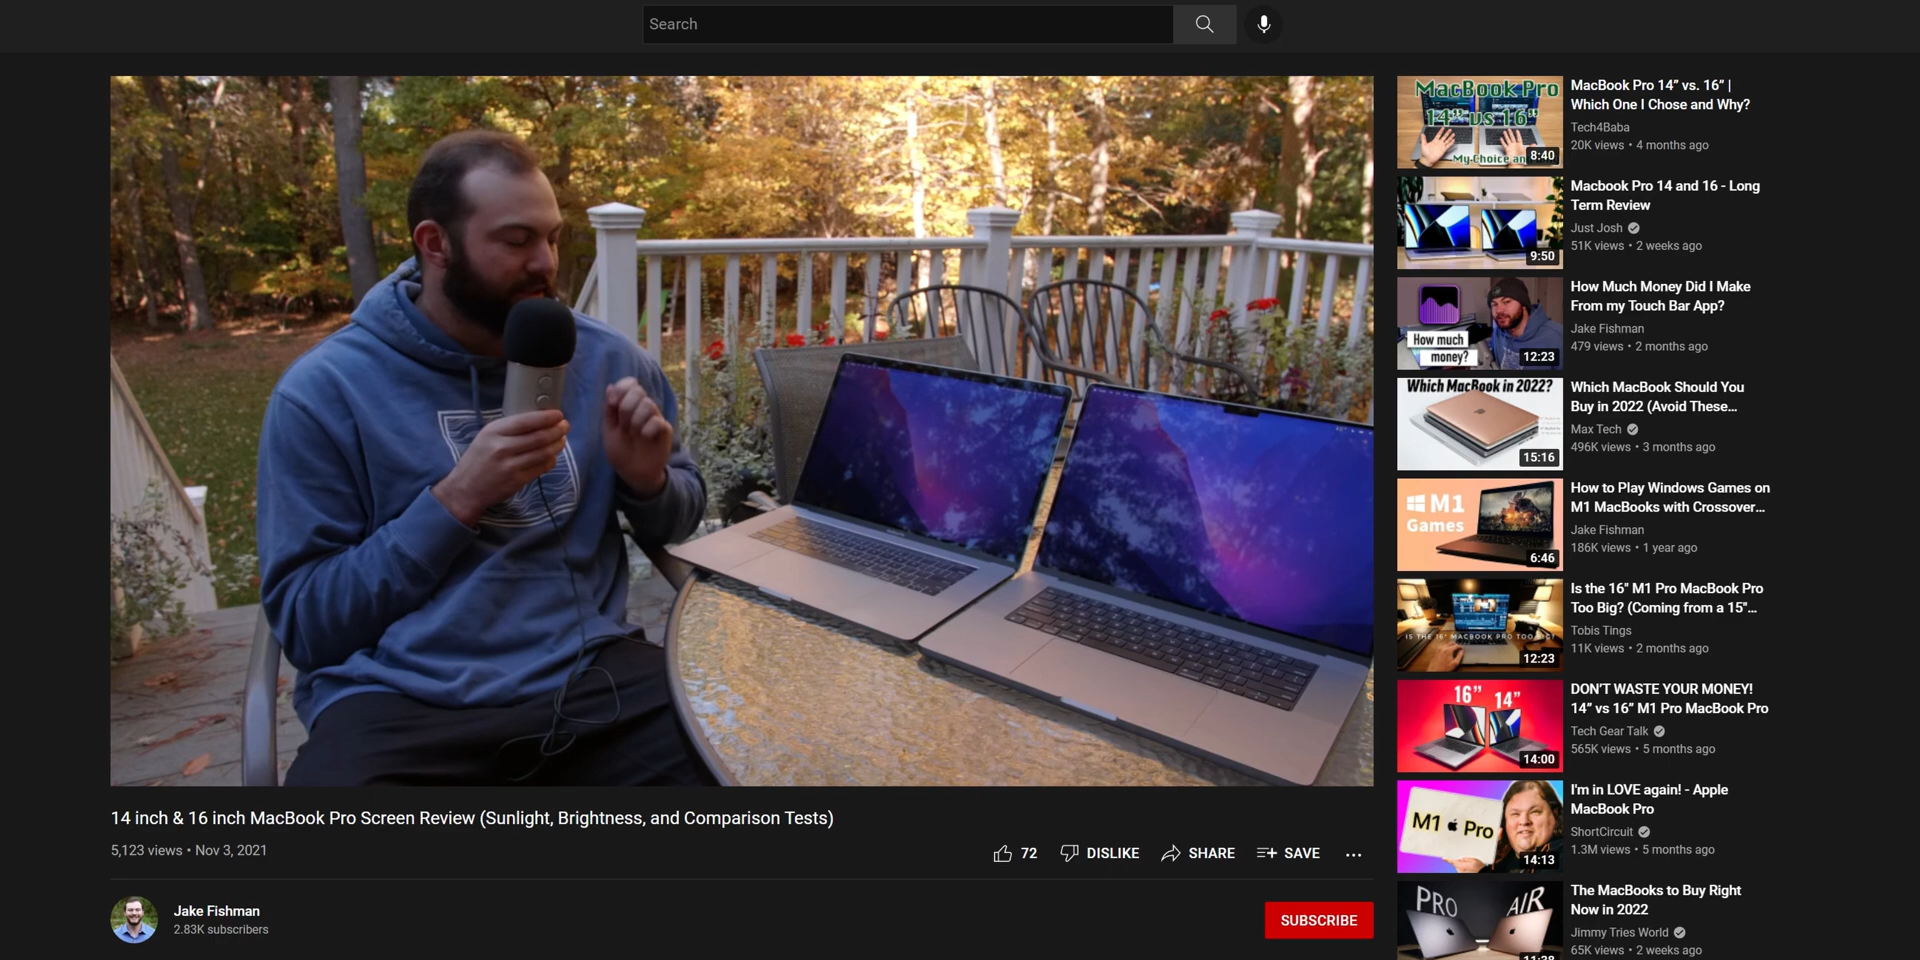 Search
14 inch & 16 inch MacBook Pro Screen Review (Sunlight, Brightness, and Comparison Tests)
5,123 views • Nov 3, 2021
72
DISLIKE
SHARE
SAVE
Jake Fishman
2.83K subscribers
SUBSCRIBE
MacBook Pro
14” vs 16”
My Choice an
8:40
MacBook Pro 14” vs. 16” |
Which One I Chose and Why?
Tech4Baba
20K views • 4 months ago
9:50
Macbook Pro 14 and 16 - Long
Term Review
Just Josh
51K views • 2 weeks ago
How much
money?
12:23
How Much Money Did I Make
From my Touch Bar App?
Jake Fishman
479 views • 2 months ago
Which MacBook in 2022?
15:16
Which MacBook Should You
Buy in 2022 (Avoid These...
Max Tech
496K views • 3 months ago
M1
Games
6:46
How to Play Windows Games on
M1 MacBooks with Crossover...
Jake Fishman
186K views • 1 year ago
IS THE 16" MACBOOK PRO TOO BIG?
12:23
Is the 16" M1 Pro MacBook Pro
Too Big? (Coming from a 15"...
Tobis Tings
11K views • 2 months ago
16” 14”
14:00
DON’T WASTE YOUR MONEY!
14” vs 16” M1 Pro MacBook Pro
Tech Gear Talk
565K views • 5 months ago
M1 Pro
14:13
I'm in LOVE again! - Apple
MacBook Pro
ShortCircuit
1.3M views • 5 months ago
PRO AIR
11:38
The MacBooks to Buy Right
Now in 2022
Jimmy Tries World
65K views • 2 weeks ago